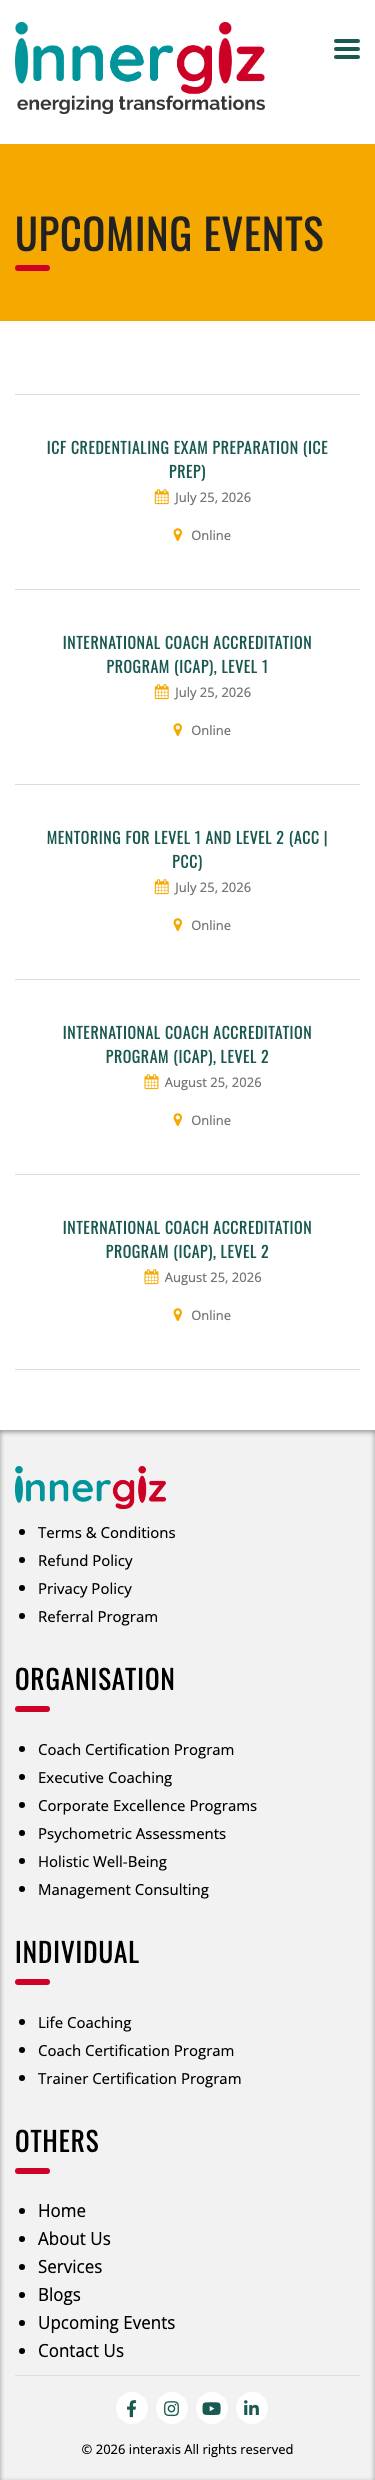 innergiz
energizing transformations
UPCOMING EVENTS
ICF CREDENTIALING EXAM PREPARATION (ICE
PREP)
July 25, 2026
Online
INTERNATIONAL COACH ACCREDITATION
PROGRAM (ICAP), LEVEL 1
July 25, 2026
Online
MENTORING FOR LEVEL 1 AND LEVEL 2 (ACC |
PCC)
July 25, 2026
Online
INTERNATIONAL COACH ACCREDITATION
PROGRAM (ICAP), LEVEL 2
August 25, 2026
Online
INTERNATIONAL COACH ACCREDITATION
PROGRAM (ICAP), LEVEL 2
August 25, 2026
Online
innergiz
Terms & Conditions
Refund Policy
Privacy Policy
Referral Program
ORGANISATION
Coach Certification Program
Executive Coaching
Corporate Excellence Programs
Psychometric Assessments
Holistic Well-Being
Management Consulting
INDIVIDUAL
Life Coaching
Coach Certification Program
Trainer Certification Program
OTHERS
Home
About Us
Services
Blogs
Upcoming Events
Contact Us
© 2026 interaxis All rights reserved